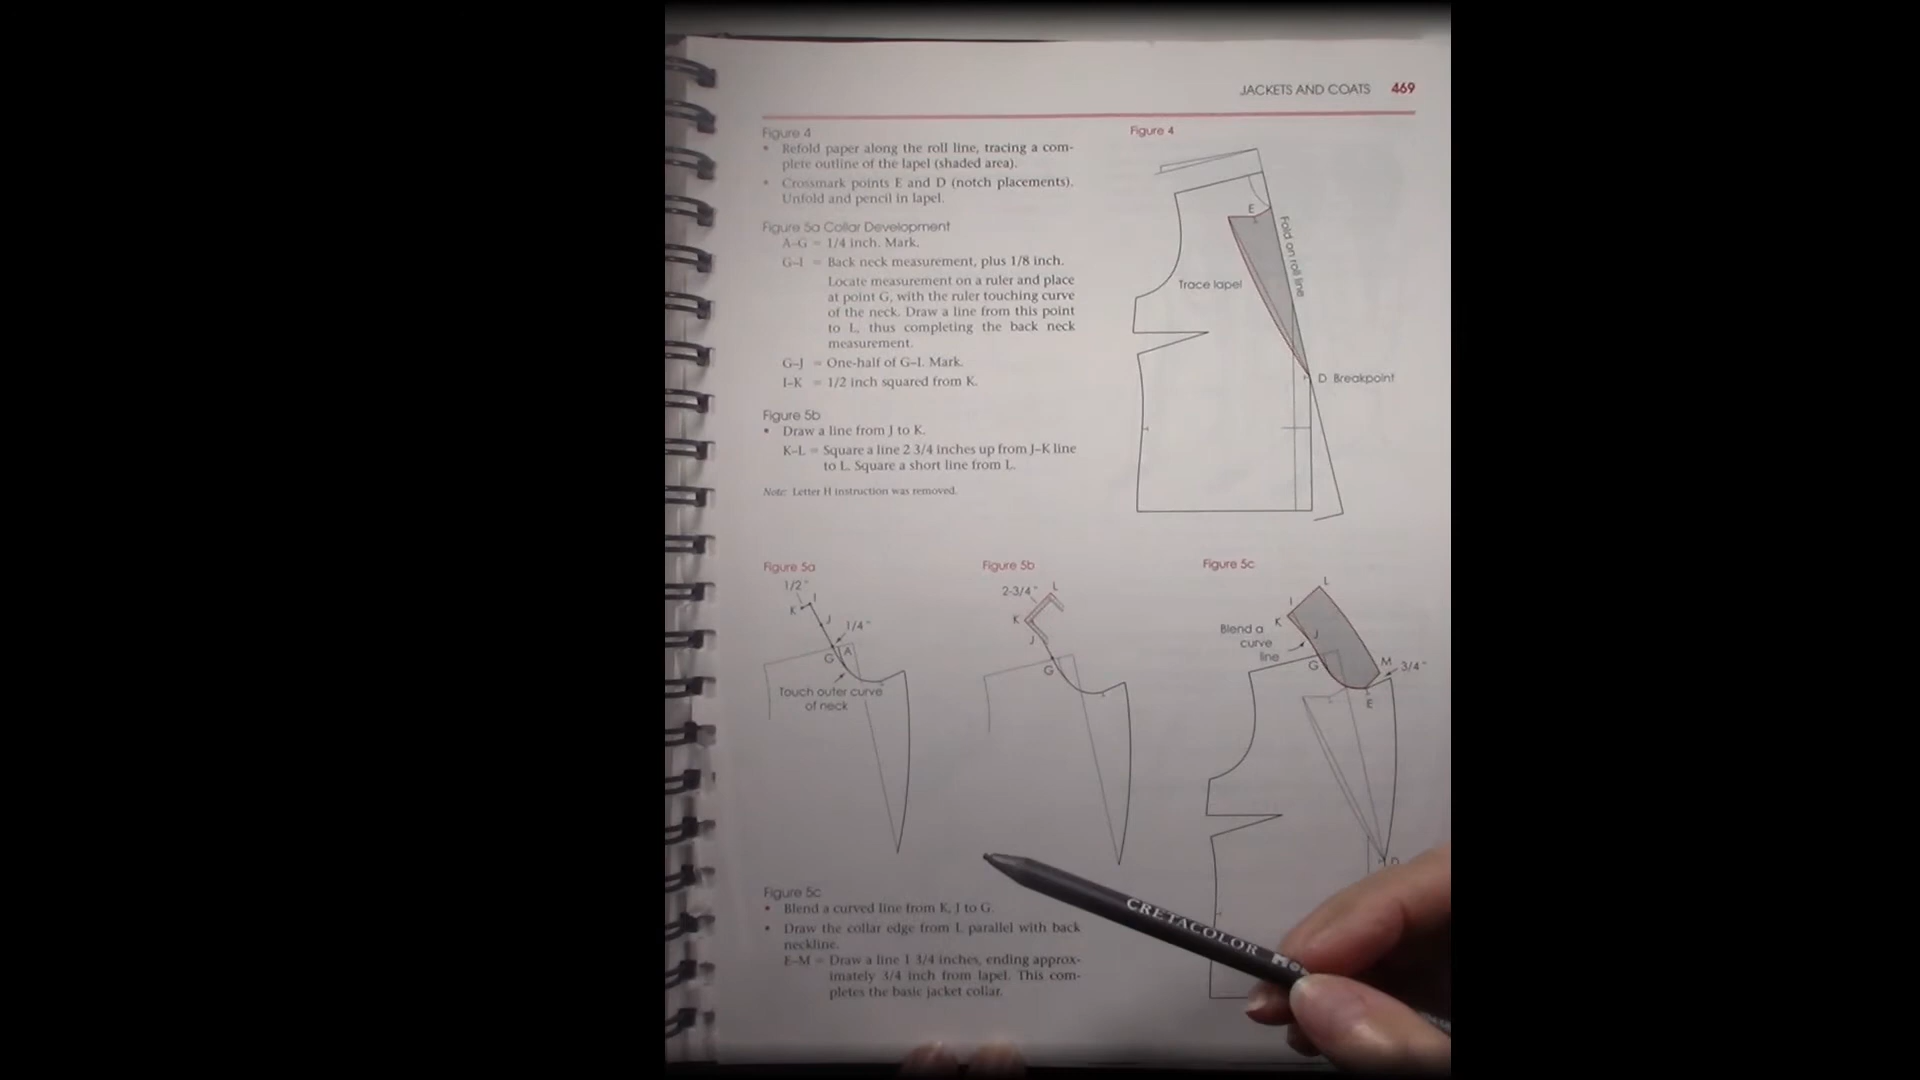 JACKETS AND COATS 469
Figure 4
• Refold paper along the roll line, tracing a com-
plete outline of the lapel (shaded area).
• Crossmark points E and D (notch placements).
Unfold and pencil in lapel.
Figure 5a Collar Development
A–G = 1/4 inch. Mark.
G–I = Back neck measurement, plus 1/8 inch.
Locate measurement on a ruler and place
at point G, with the ruler touching curve
of the neck. Draw a line from this point
to I, thus completing the back neck
measurement.
G–J = One-half of G–I. Mark.
I–K = 1/2 inch squared from K.
Figure 5b
• Draw a line from J to K.
K–L = Square a line 2 3/4 inches up from J–K line
to L. Square a short line from L.
Note: Letter H instruction was removed.
Figure 4
E
Fold on roll line
Trace lapel
D Breakpoint
Figure 5a
1/2"
I
K
J
1/4"
G A
Touch outer curve
of neck
Figure 5b
2-3/4" L
K
J
G
Figure 5c
L
I
K
Blend a
curve
line
J
G
M
3/4"
E
D
Figure 5c
• Blend a curved line from K, J to G.
• Draw the collar edge from L parallel with back
neckline.
E–M = Draw a line 1 3/4 inches, ending approx-
imately 3/4 inch from lapel. This com-
pletes the basic jacket collar.
CRETACOLOR